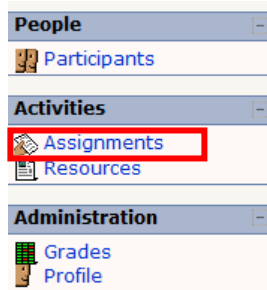 People
Participants
Activities
Assignments
Resources
Administration
Grades
Profile